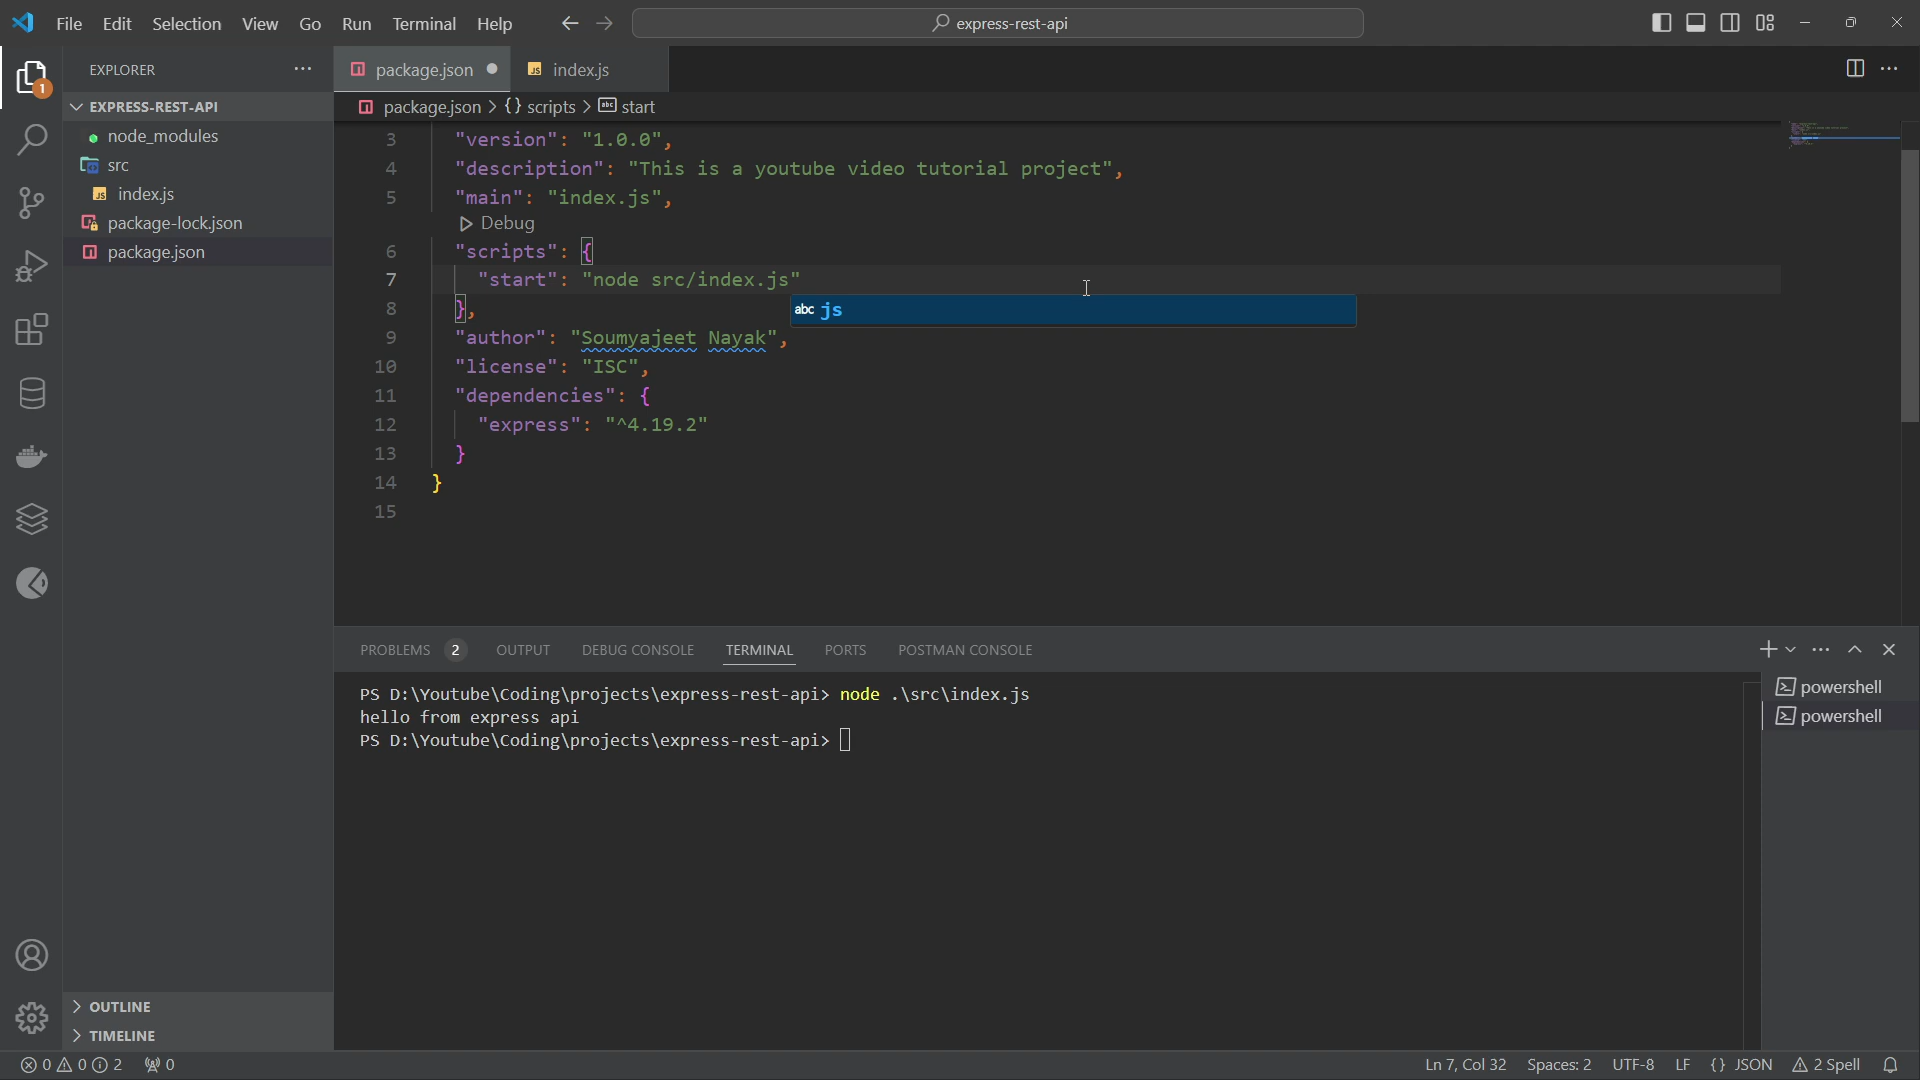 File Edit Selection View Go Run Terminal Help
express-rest-api
EXPLORER
1
EXPRESS-REST-API
node_modules
src
JS index.js
package-lock.json
package.json
package.json
JS index.js
package.json > {} scripts > abc start
3 "version": "1.0.0",
4 "description": "This is a youtube video tutorial project",
5 "main": "index.js",
Debug
6 "scripts": {
7 "start": "node src/index.js"
8 },
abc js
9 "author": "Soumyajeet Nayak",
10 "license": "ISC",
11 "dependencies": {
12 "express": "^4.19.2"
13 }
14 }
15
PROBLEMS 2 OUTPUT DEBUG CONSOLE TERMINAL PORTS POSTMAN CONSOLE
PS D:\Youtube\Coding\projects\express-rest-api> node .\src\index.js
hello from express api
PS D:\Youtube\Coding\projects\express-rest-api>
powershell
powershell
OUTLINE
TIMELINE
0 0 2 0
Ln 7, Col 32 Spaces: 2 UTF-8 LF {} JSON 2 Spell